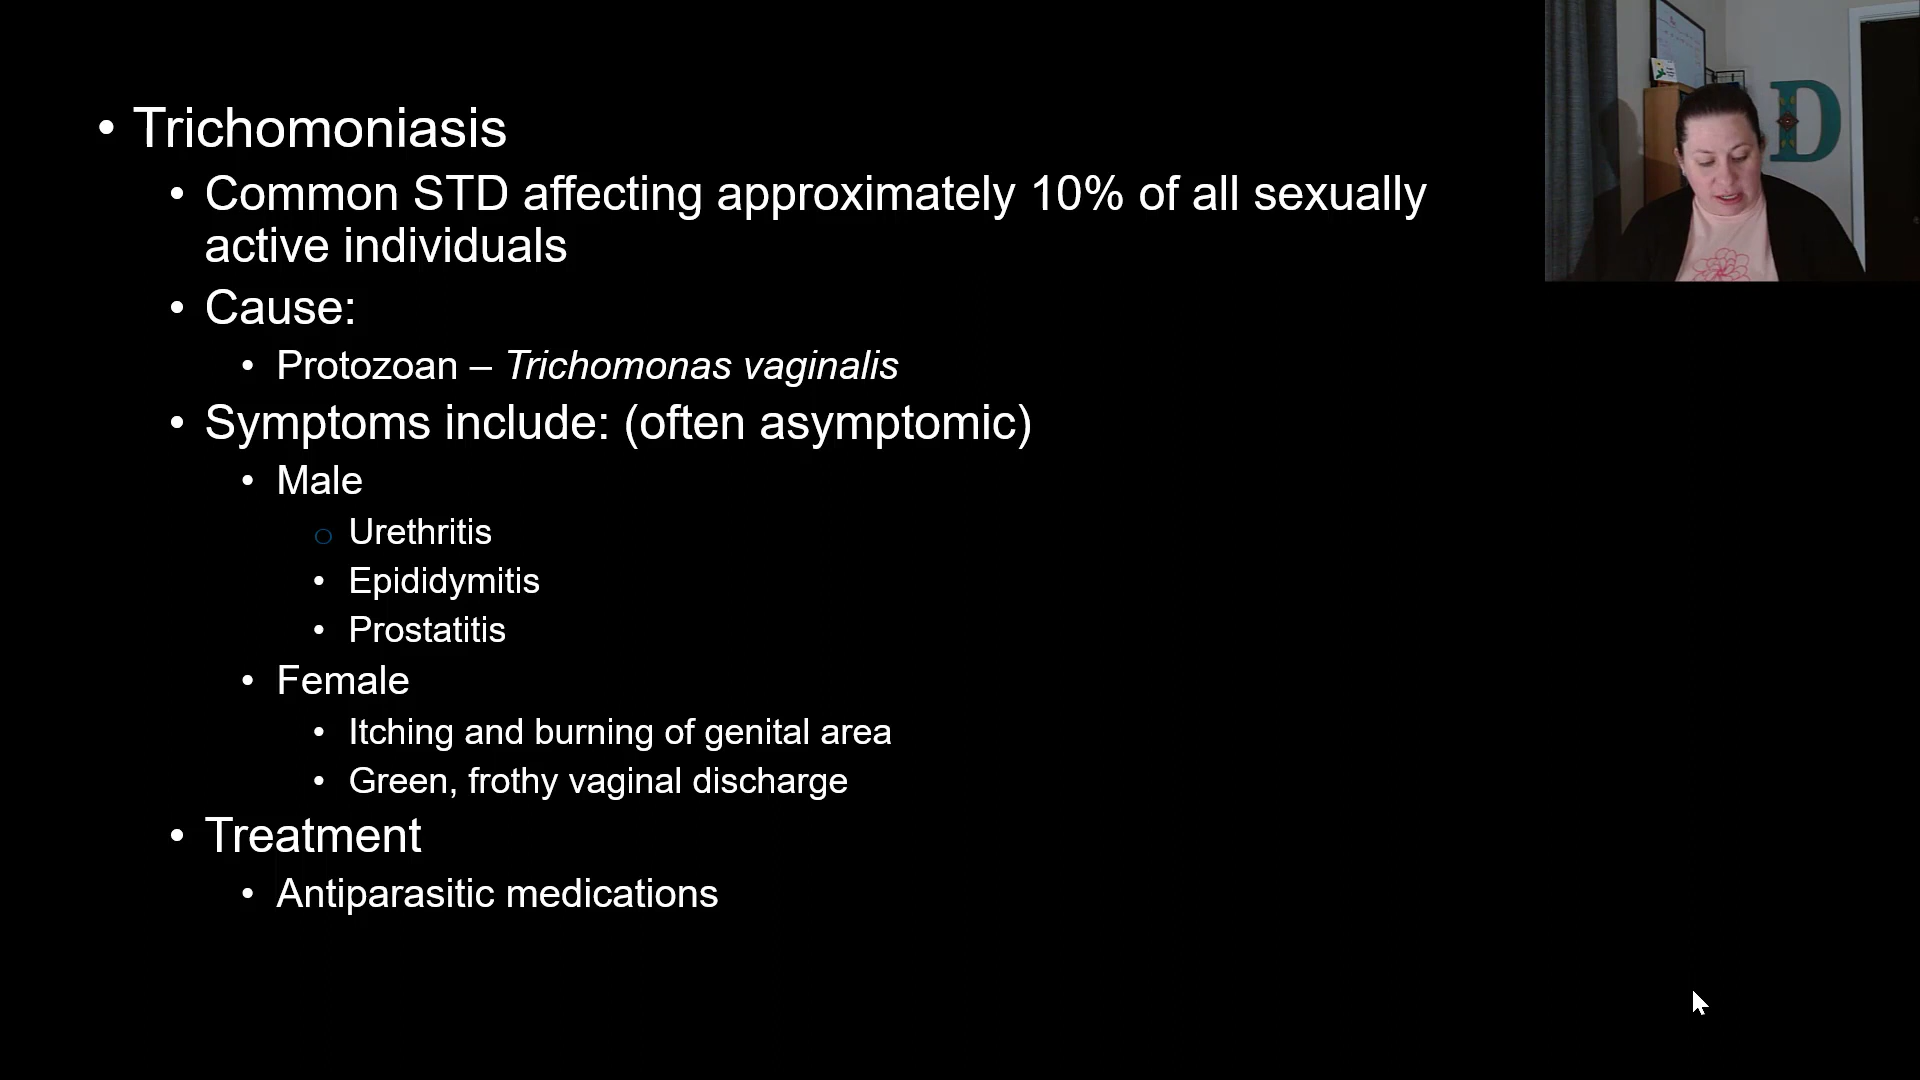 • Trichomoniasis
• Common STD affecting approximately 10% of all sexually
active individuals
• Cause:
• Protozoan – Trichomonas vaginalis
• Symptoms include: (often asymptomic)
• Male
o Urethritis
• Epididymitis
• Prostatitis
• Female
• Itching and burning of genital area
• Green, frothy vaginal discharge
• Treatment
• Antiparasitic medications
D